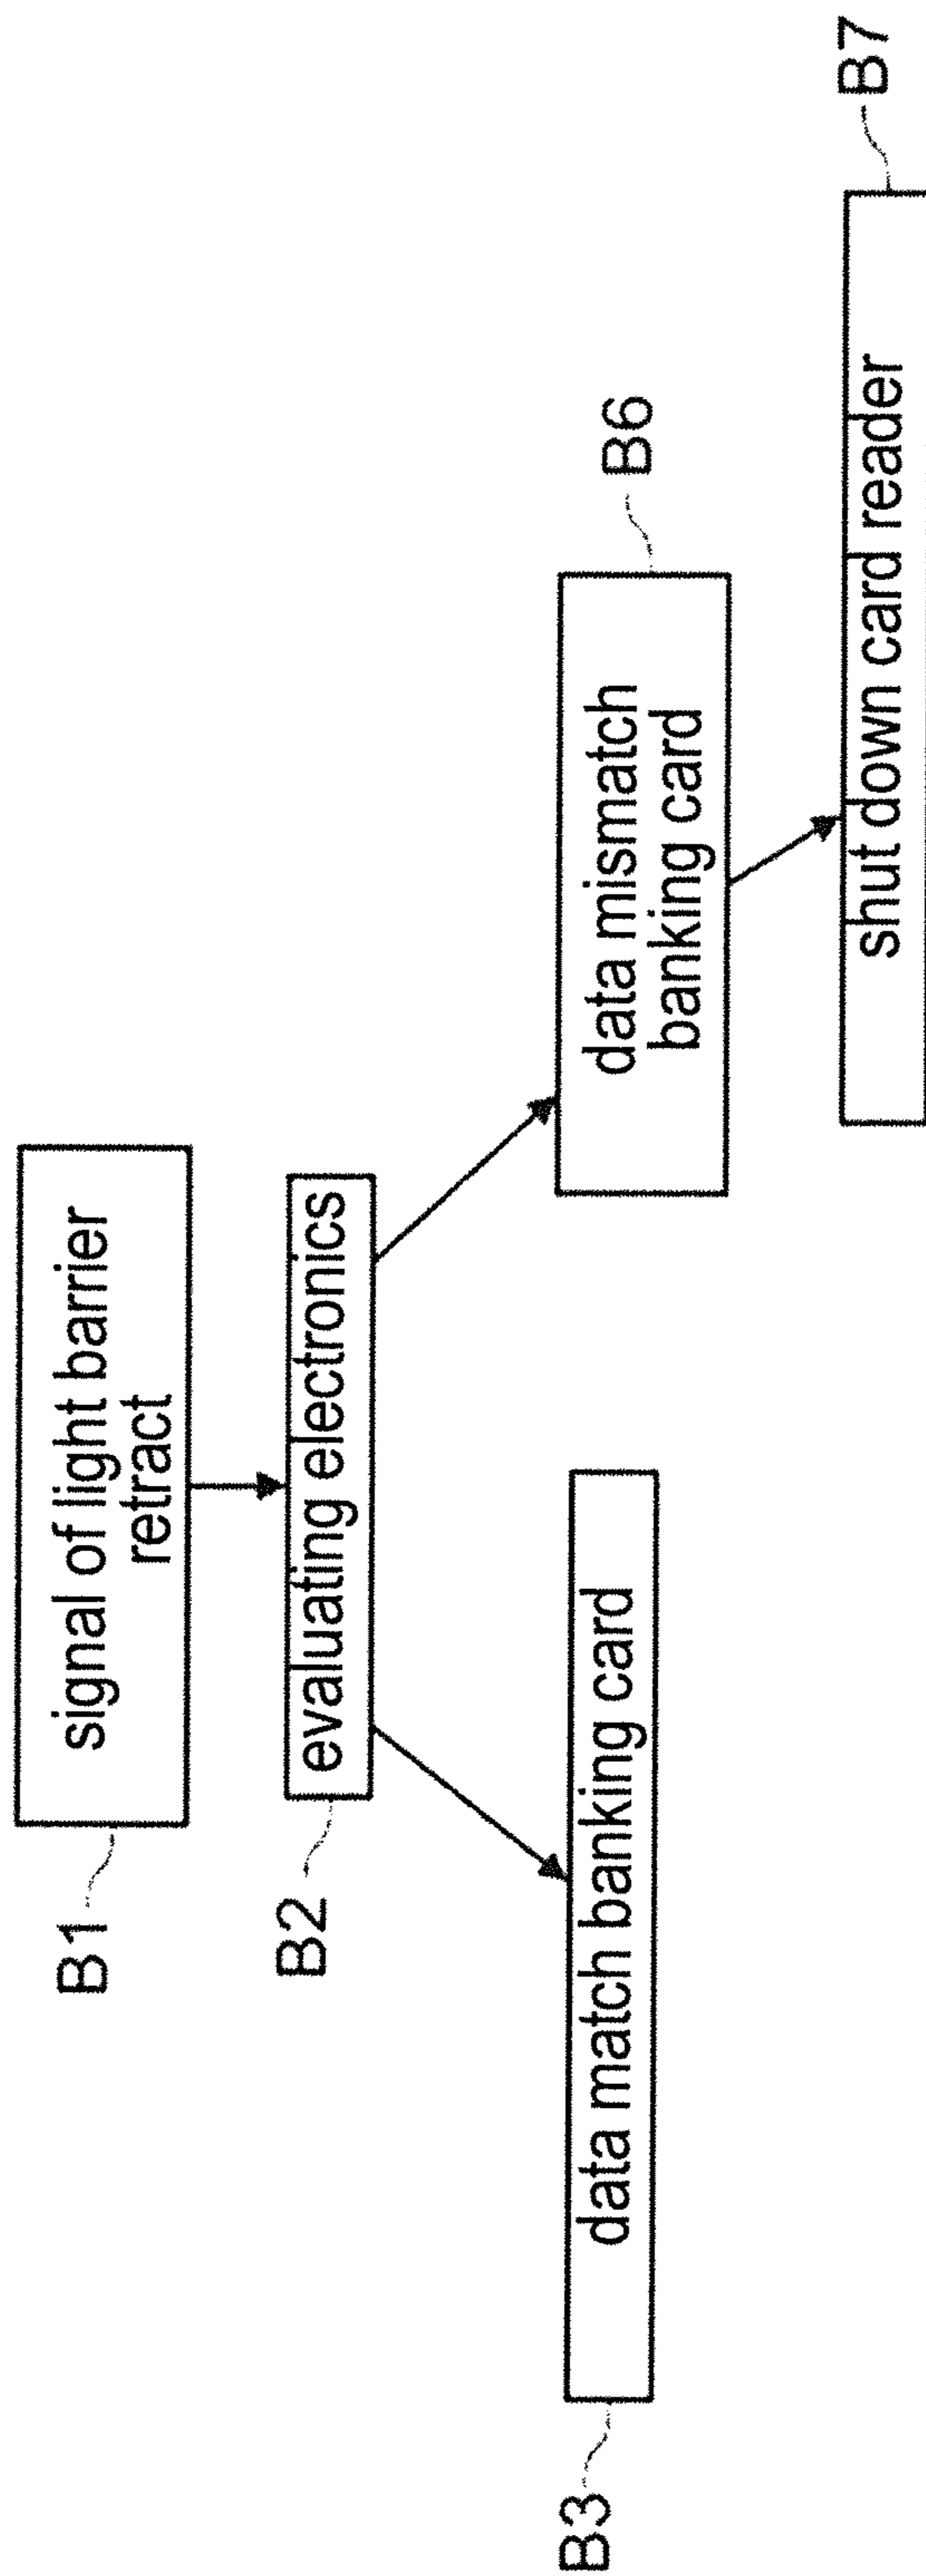 B1
signal of light barrier
retract
B2
evaluating electronics
B3
data match banking card
data mismatch
banking card
B6
shut down card reader
B7